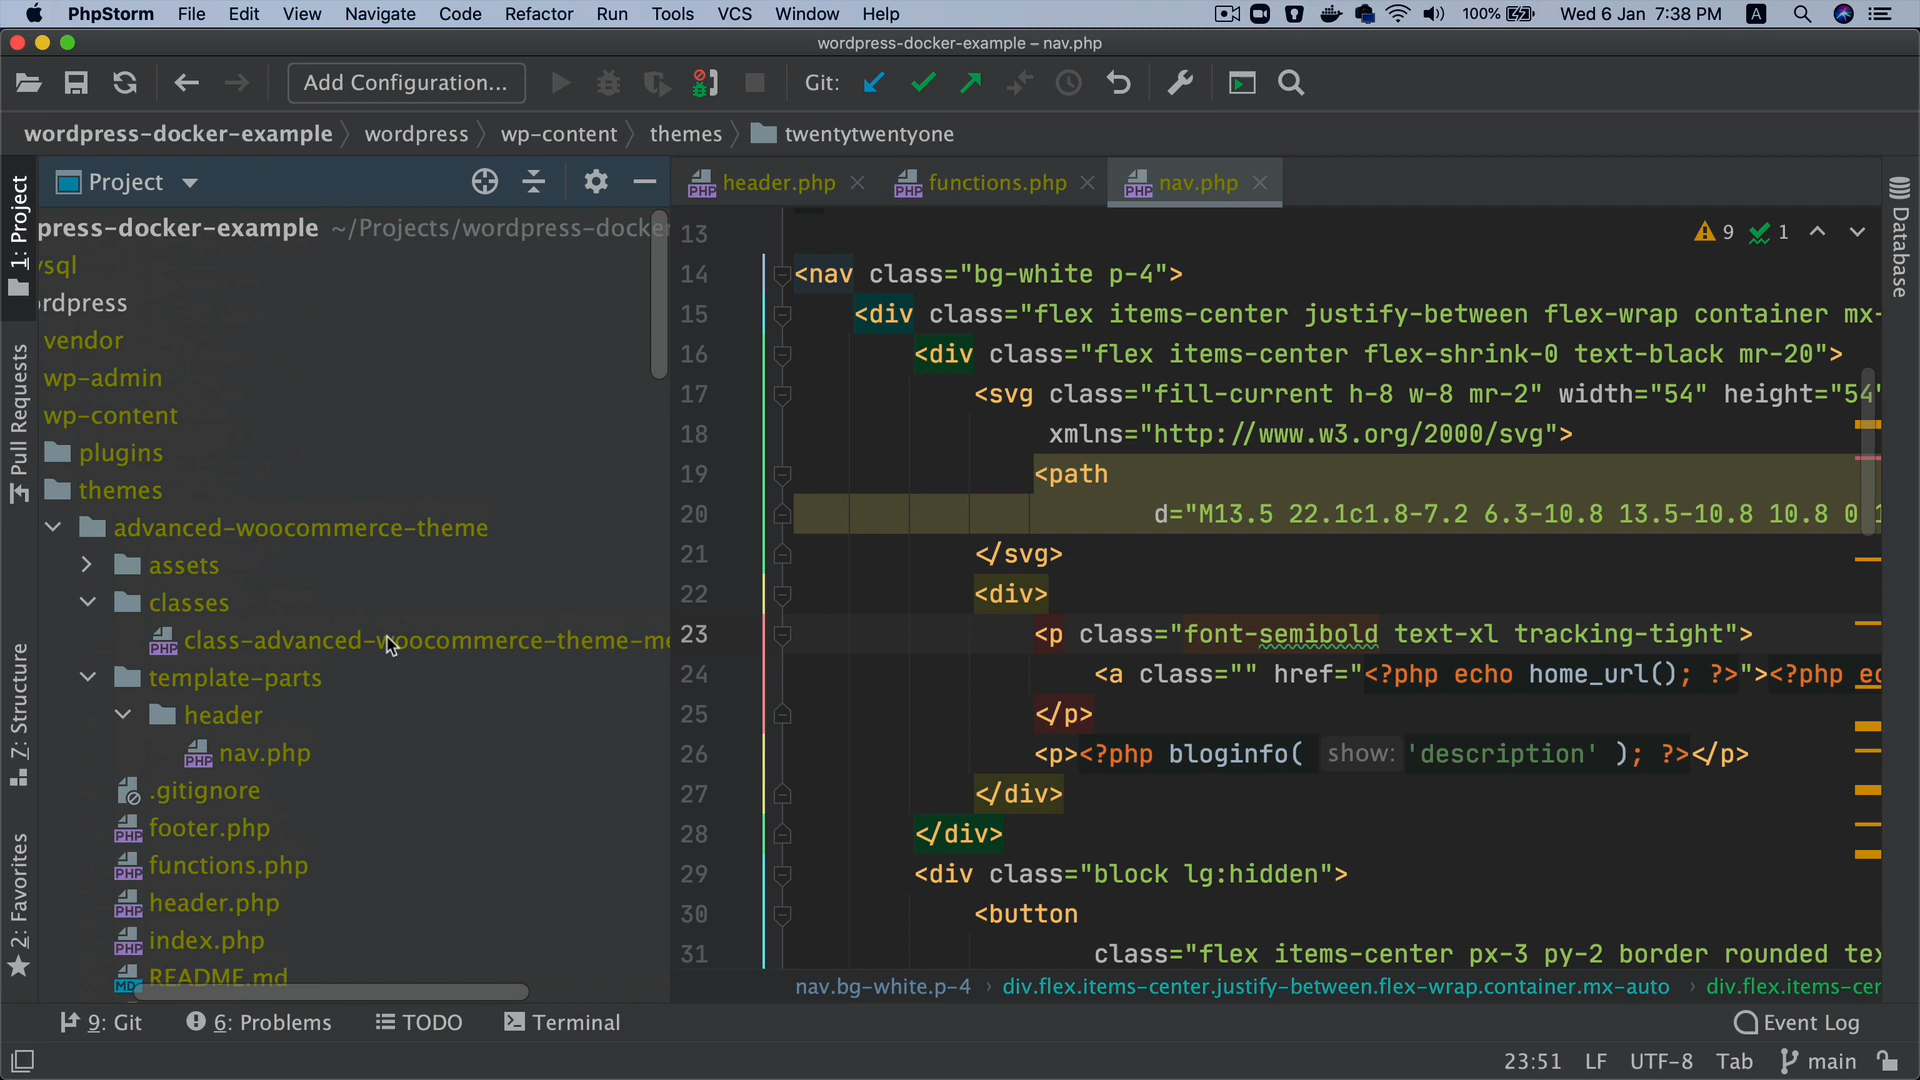 PhpStorm File Edit View Navigate Code Refactor Run Tools VCS Window Help 100% Wed 6 Jan 7:38 PM A
wordpress-docker-example – nav.php
Add Configuration... Git:
wordpress-docker-example wordpress wp-content themes twentytwentyone
1: Project
Pull Requests
Z: Structure
2: Favorites
Project
press-docker-example ~/Projects/wordpress-docke
ysql
ordpress
vendor
wp-admin
wp-content
plugins
themes
advanced-woocommerce-theme
assets
classes
class-advanced-woocommerce-theme-me
template-parts
header
nav.php
.gitignore
footer.php
functions.php
header.php
index.php
README.md
header.php functions.php nav.php
9 1
13
14 <nav class="bg-white p-4">
15 <div class="flex items-center justify-between flex-wrap container mx-
16 <div class="flex items-center flex-shrink-0 text-black mr-20">
17 <svg class="fill-current h-8 w-8 mr-2" width="54" height="54"
18 xmlns="http://www.w3.org/2000/svg">
19 <path
20 d="M13.5 22.1c1.8-7.2 6.3-10.8 13.5-10.8 10.8 0 1
21 </svg>
22 <div>
23 <p class="font-semibold text-xl tracking-tight">
24 <a class="" href="<?php echo home_url(); ?>"><?php ec
25 </p>
26 <p><?php bloginfo( show: 'description' ); ?></p>
27 </div>
28 </div>
29 <div class="block lg:hidden">
30 <button
31 class="flex items-center px-3 py-2 border rounded tex
nav.bg-white.p-4 div.flex.items-center.justify-between.flex-wrap.container.mx-auto div.flex.items-cer
Database
9: Git 6: Problems TODO Terminal Event Log
23:51 LF UTF-8 Tab main